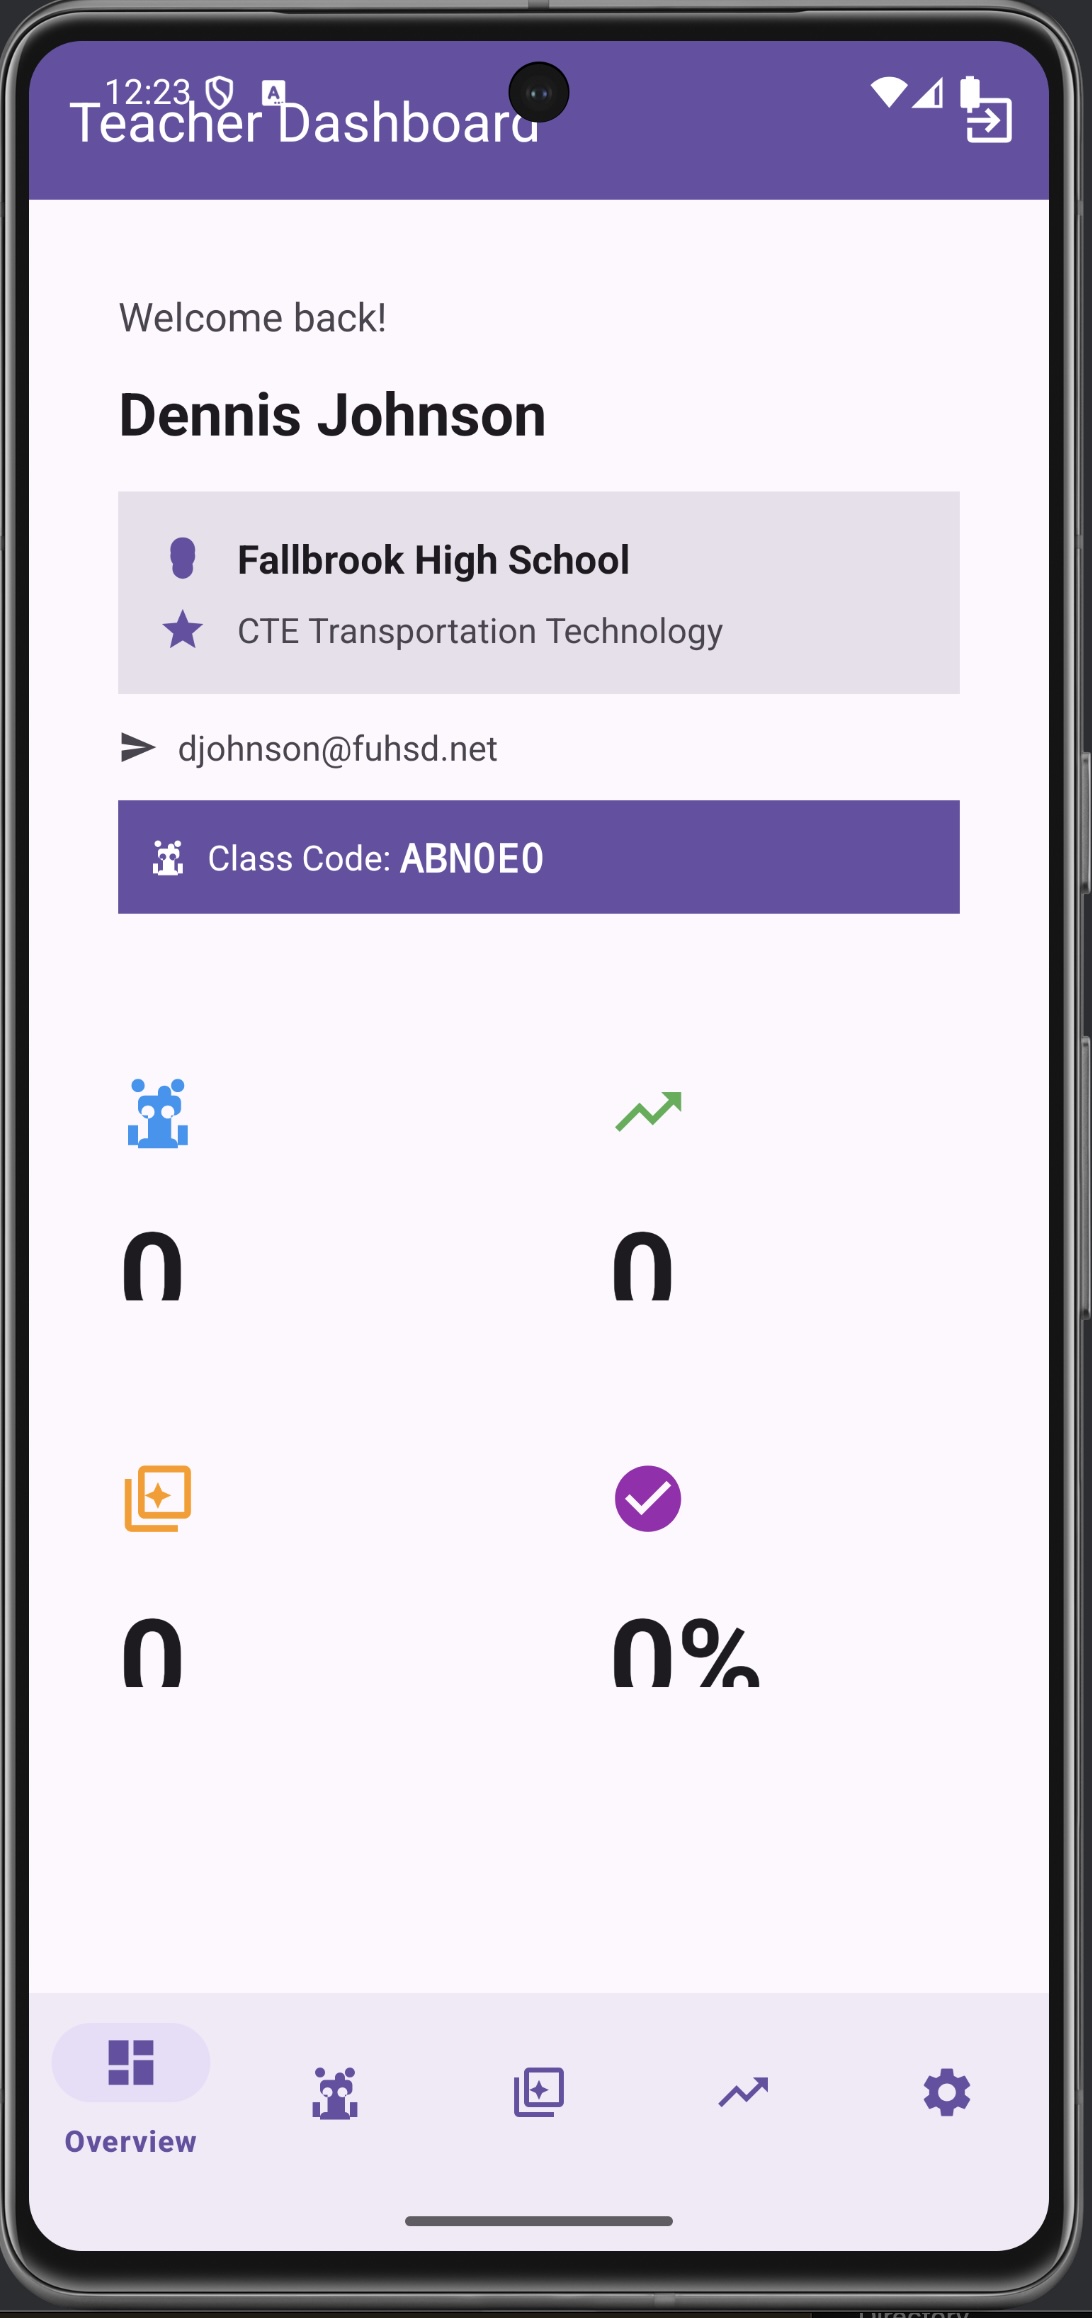 12:23
Teacher Dashboard
Welcome back!
Dennis Johnson
Fallbrook High School
CTE Transportation Technology
djohnson@fuhsd.net
Class Code: ABN0E0
0
0
0
0%
Overview